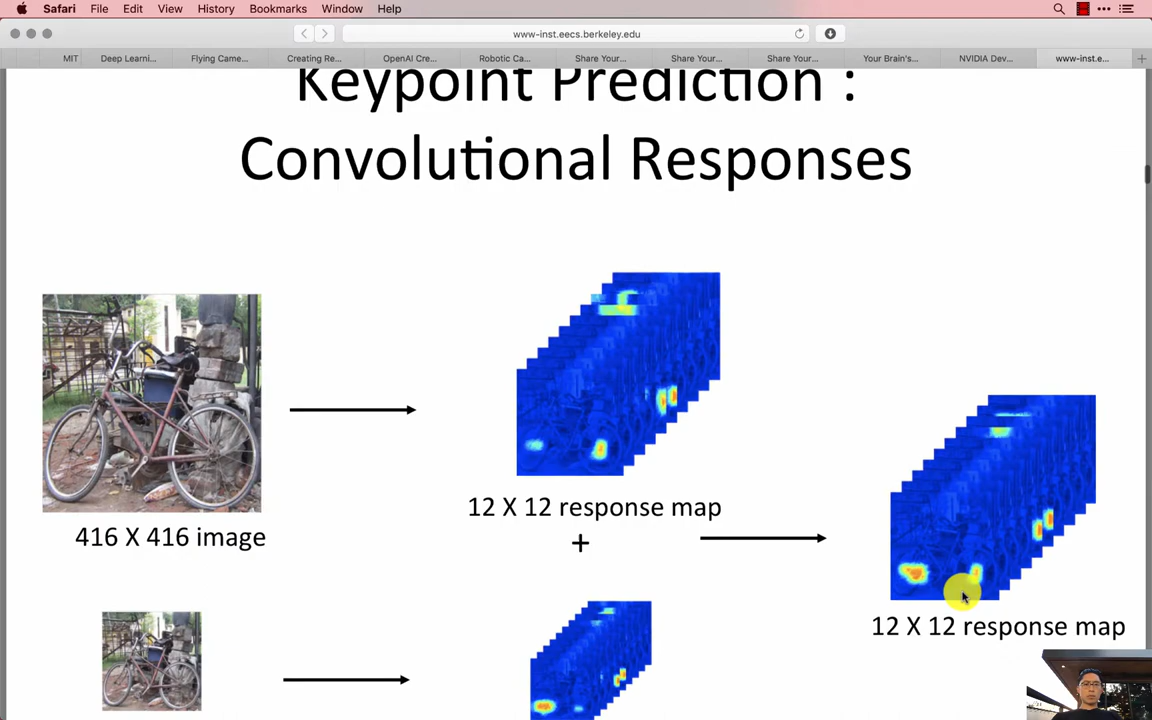 Safari File Edit View History Bookmarks Window Help
www-inst.eecs.berkeley.edu
MIT Deep Learni... Flying Came... Creating Re... OpenAI Cre... Robotic Ca... Share Your... Share Your... Share Your... Your Brain's... NVIDIA Dev... www-inst.e...
Keypoint Prediction :
Convolutional Responses
12 X 12 response map
416 X 416 image
+
12 X 12 response map